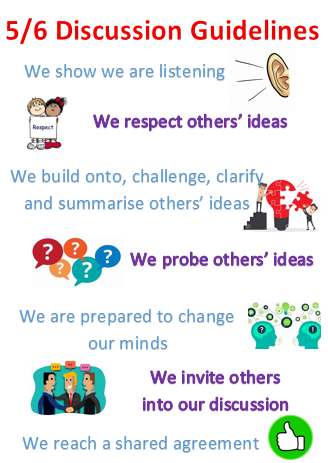 5/6 Discussion Guidelines
We show we are listening
Respect
We respect others' ideas
We build onto, challenge, clarify
and summarise others' ideas
? ? ? ?
We probe others' ideas
We are prepared to change
our minds
?
We invite others
into our discussion
We reach a shared agreement